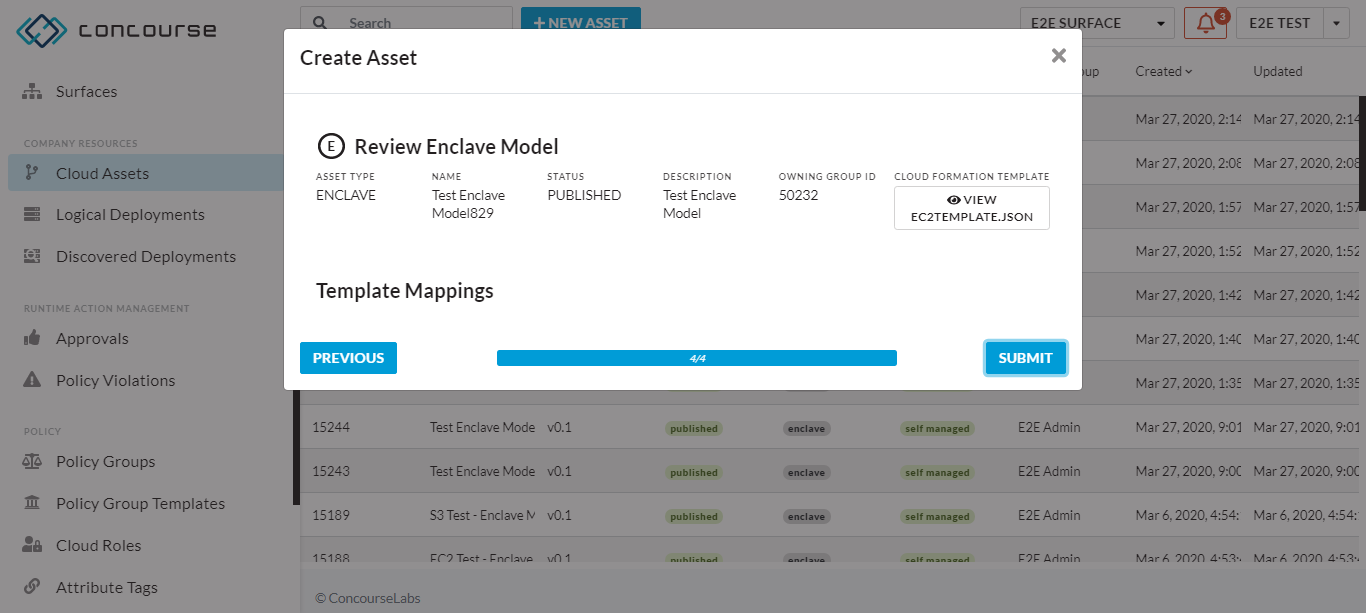 concourse
Search
+ NEW ASSET
E2E SURFACE
3
E2E TEST
Surfaces
COMPANY RESOURCES
Cloud Assets
Logical Deployments
Discovered Deployments
RUNTIME ACTION MANAGEMENT
Approvals
Policy Violations
POLICY
Policy Groups
Policy Group Templates
Cloud Roles
Attribute Tags
Create Asset
×
E Review Enclave Model
ASSET TYPE NAME STATUS DESCRIPTION OWNING GROUP ID CLOUD FORMATION TEMPLATE
ENCLAVE Test Enclave PUBLISHED Test Enclave 50232 VIEW
Model829 Model EC2TEMPLATE.JSON
Template Mappings
PREVIOUS 4/4 SUBMIT
oup Created Updated
Mar 27, 2020, 2:14 Mar 27, 2020, 2:14
Mar 27, 2020, 2:08 Mar 27, 2020, 2:08
Mar 27, 2020, 1:57 Mar 27, 2020, 1:57
Mar 27, 2020, 1:52 Mar 27, 2020, 1:52
Mar 27, 2020, 1:42 Mar 27, 2020, 1:42
Mar 27, 2020, 1:40 Mar 27, 2020, 1:40
Mar 27, 2020, 1:35 Mar 27, 2020, 1:35
15244 Test Enclave Mode v0.1 published enclave self managed E2E Admin Mar 27, 2020, 9:01 Mar 27, 2020, 9:01
15243 Test Enclave Mode v0.1 published enclave self managed E2E Admin Mar 27, 2020, 9:00 Mar 27, 2020, 9:00
15189 S3 Test - Enclave M v0.1 published enclave self managed E2E Admin Mar 6, 2020, 4:54: Mar 6, 2020, 4:54:
15188 EC2 Test - Enclave v0.1 published enclave self managed E2E Admin Mar 6, 2020, 4:53: Mar 6, 2020, 4:53:
© ConcourseLabs